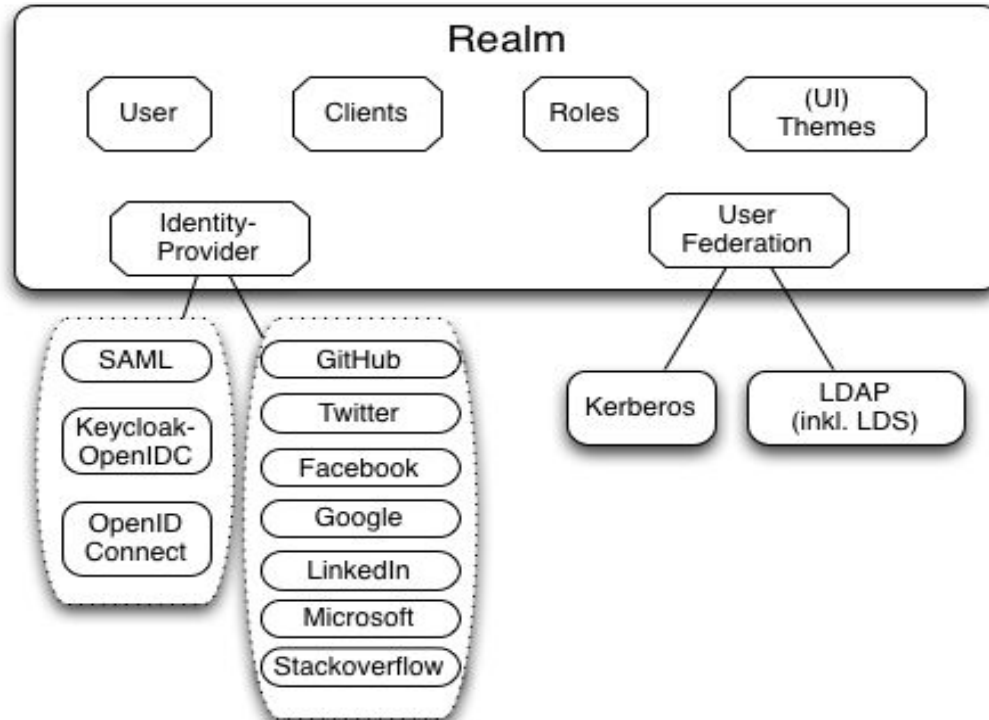 Realm
User
Clients
Roles
(UI)
Themes
Identity-
Provider
User
Federation
SAML
Keycloak-
OpenIDC
OpenID
Connect
GitHub
Twitter
Facebook
Google
LinkedIn
Microsoft
Stackoverflow
Kerberos
LDAP
(inkl. LDS)